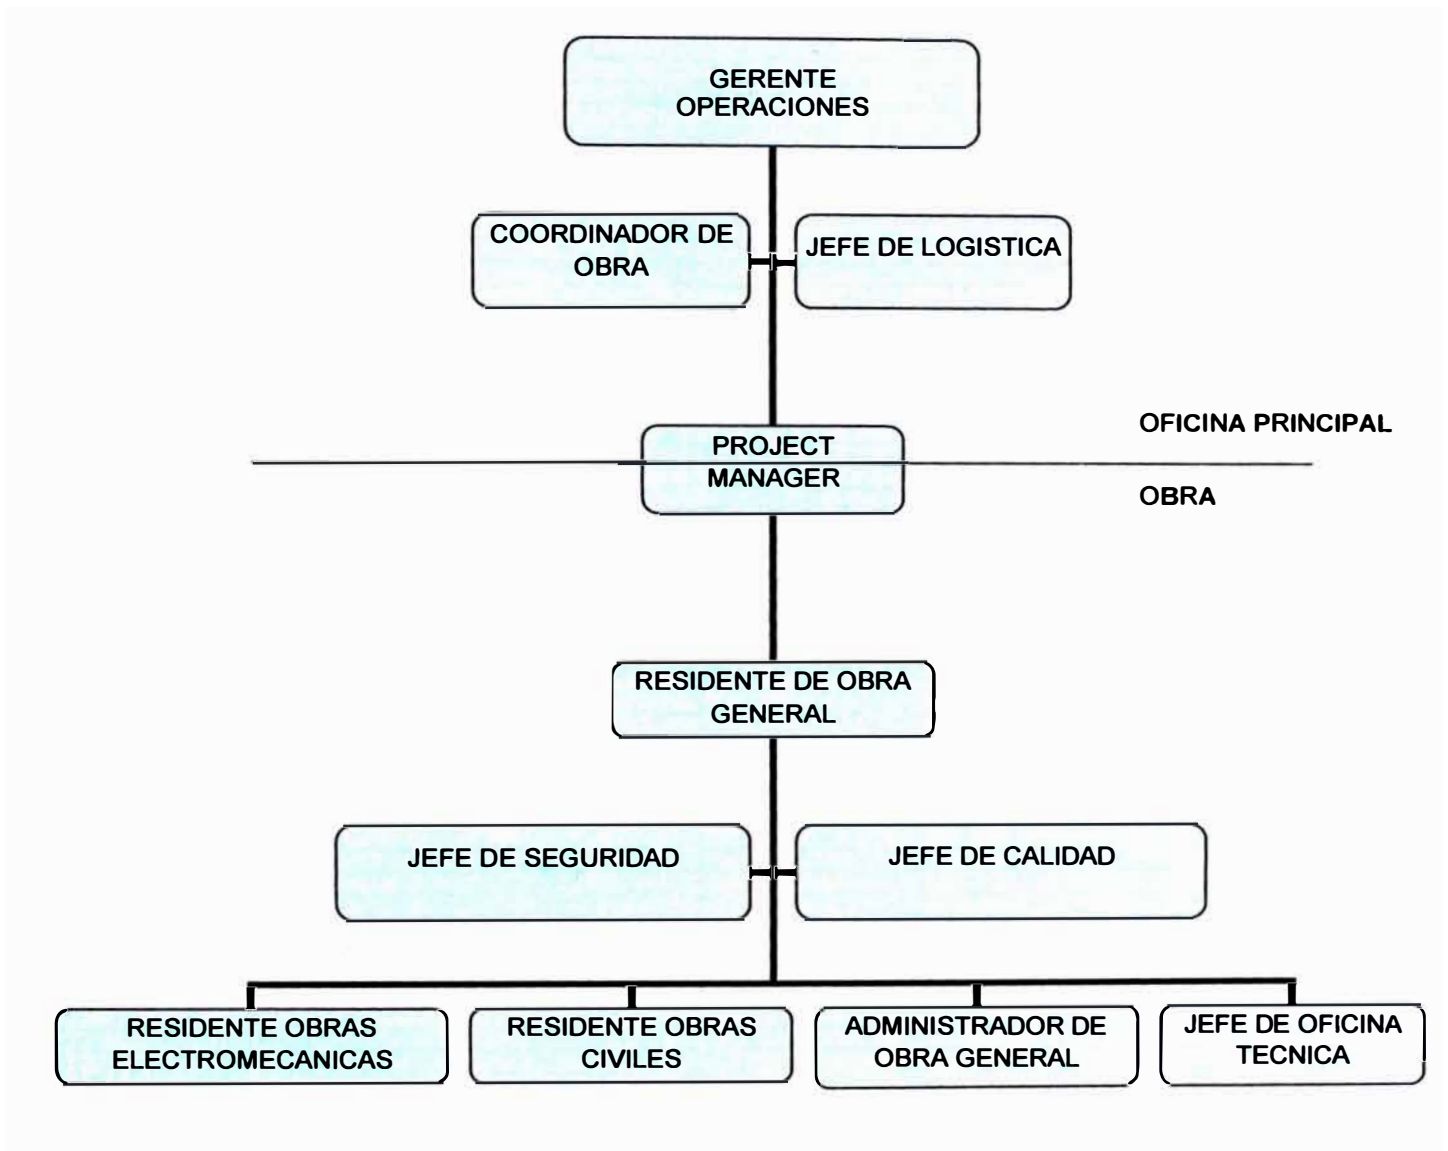 GERENTE
OPERACIONES
COORDINADOR DE
OBRA
JEFE DE LOGISTICA
OFICINA PRINCIPAL
PROJECT
MANAGER
OBRA
RESIDENTE DE OBRA
GENERAL
JEFE DE SEGURIDAD
JEFE DE CALIDAD
RESIDENTE OBRAS
ELECTROMECANICAS
RESIDENTE OBRAS
CIVILES
ADMINISTRADOR DE
OBRA GENERAL
JEFE DE OFICINA
TECNICA